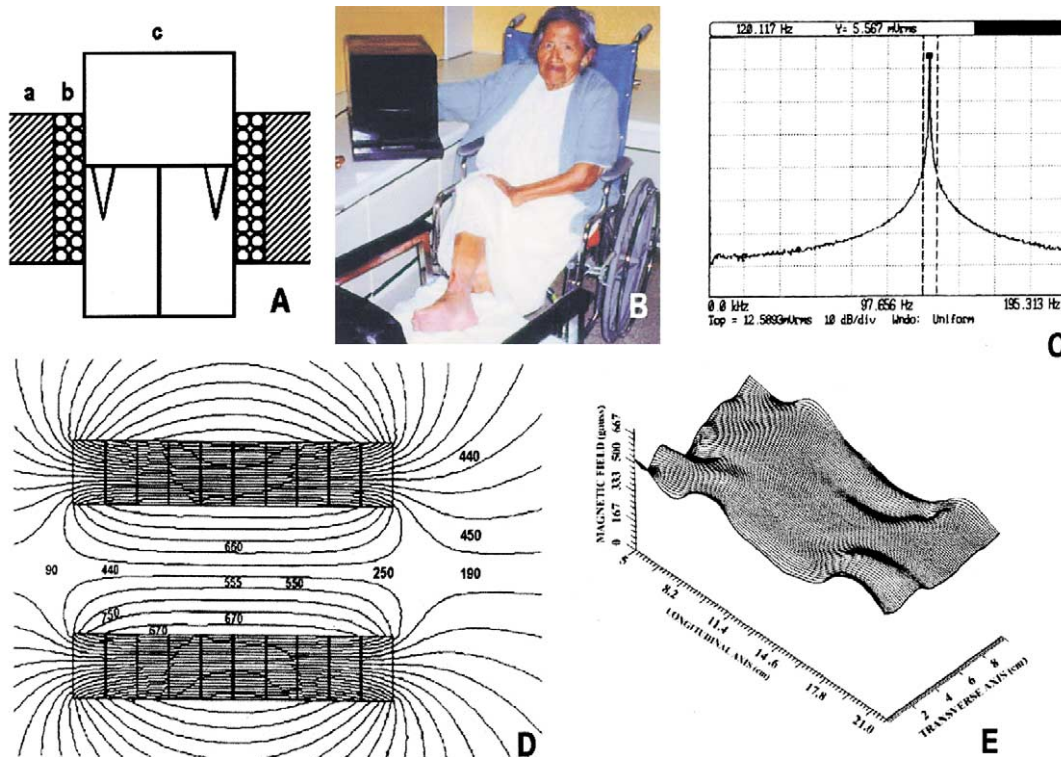 c
a b
A
B
120.117 Hz Y= 5.567 mVrms
0.0 kHz 97.656 Hz 195.313 Hz
Top = 12.5893mVrms 10 dB/div Wndo: Uniform
C
440
660
450
90 440 555 550 250 190
750 670
670
D
MAGNETIC FIELD (gauss)
0 167 333 500 667
5 8.2 11.4 14.6 17.8 21.0
LONGITUDINAL AXIS (cm)
2 4 6 8
TRANSVERSE AXIS (cm)
E